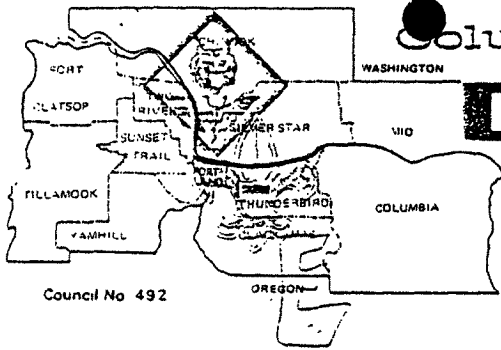 Colu
WASHINGTON
FORT
CLATSOP
RIVER
SILVER STAR
MID
SUNSET
TRAIL
TILLAMOOK
THUNDERBIRD
COLUMBIA
YAMHILL
OREGON
Council No 492